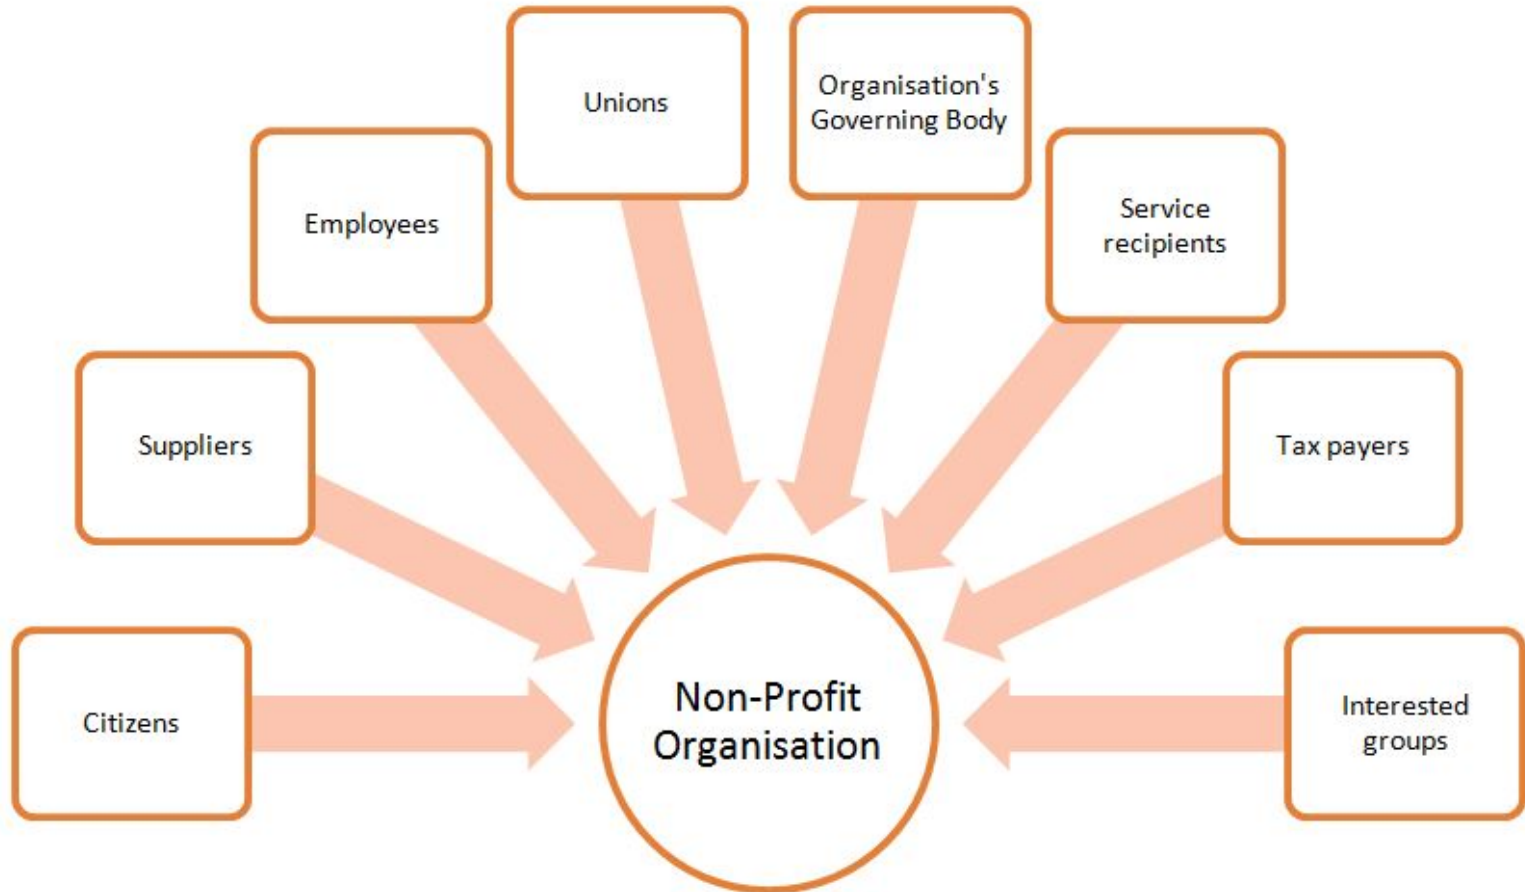 Unions
Organisation's
Governing Body
Employees
Service
recipients
Suppliers
Tax payers
Citizens
Non-Profit
Organisation
Interested
groups